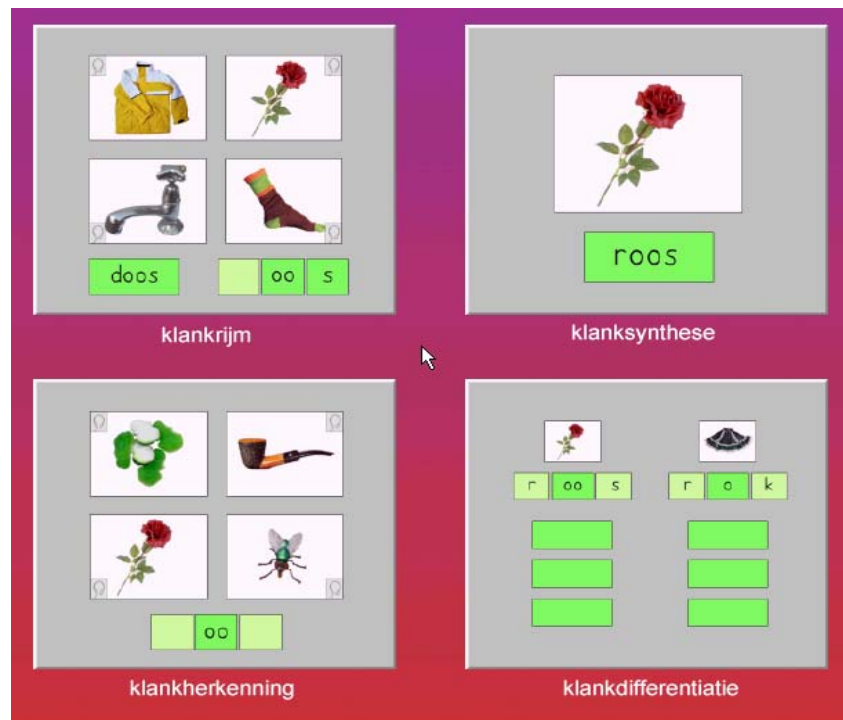 doos oo s
klankrijm
roos
klanksynthese
oo
klankherkenning
r oo s r o k
klankdifferentiatie